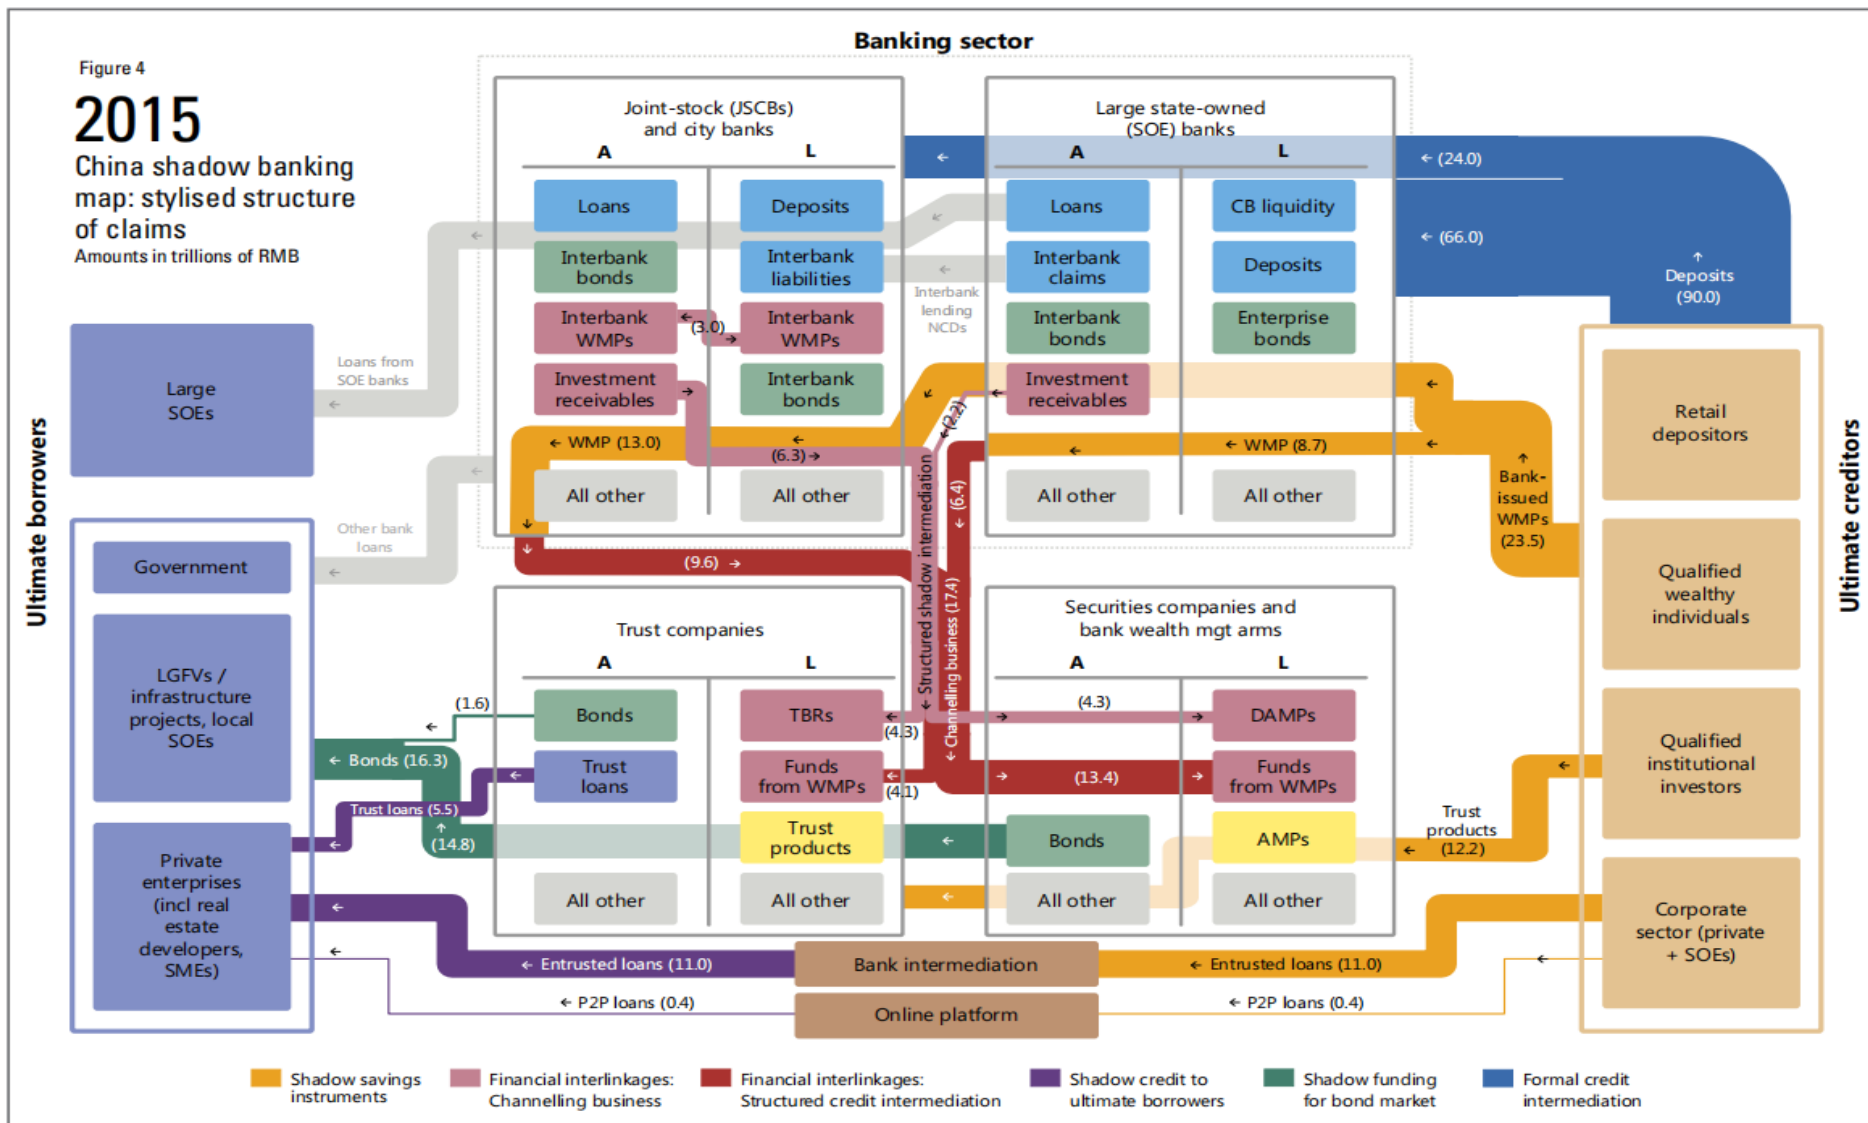 Banking sector
Figure 4
2015
China shadow banking
map: stylised structure
of claims
Amounts in trillions of RMB
Ultimate borrowers
Large
SOEs
Government
LGFVs /
infrastructure
projects, local
SOEs
Private
enterprises
(incl real
estate
developers,
SMEs)
Loans from
SOE banks
Other bank
loans
(1.6)
← Bonds (16.3)
Trust loans (5.5)
(14.8)
Joint-stock (JSCBs)
and city banks
A
L
Loans
Deposits
Interbank
bonds
Interbank
liabilities
Interbank
WMPs
(3.0)
Interbank
WMPs
Investment
receivables
Interbank
bonds
← WMP (13.0)
(6.3) →
All other
All other
(9.6) →
Interbank
lending
NCDs
Large state-owned
(SOE) banks
A
L
Loans
CB liquidity
Interbank
claims
Deposits
Interbank
bonds
Enterprise
bonds
Investment
receivables
(2.2)
← WMP (8.7)
All other
All other
← (6.4)
← Structured shadow intermediation
← Channelling business (17.4)
← (24.0)
← (66.0)
Deposits
(90.0)
Bank-
issued
WMPs
(23.5)
Trust companies
A
L
Bonds
TBRs
(4.3)
Trust
loans
Funds
from WMPs
(4.1)
Trust
products
All other
All other
Securities companies and
bank wealth mgt arms
A
L
(4.3)
DAMPs
(13.4)
Funds
from WMPs
Bonds
AMPs
All other
All other
Trust
products
(12.2)
← Entrusted loans (11.0)
Bank intermediation
← Entrusted loans (11.0)
← P2P loans (0.4)
Online platform
← P2P loans (0.4)
Retail
depositors
Qualified
wealthy
individuals
Qualified
institutional
investors
Corporate
sector (private
+ SOEs)
Ultimate creditors
Shadow savings
instruments
Financial interlinkages:
Channelling business
Financial interlinkages:
Structured credit intermediation
Shadow credit to
ultimate borrowers
Shadow funding
for bond market
Formal credit
intermediation